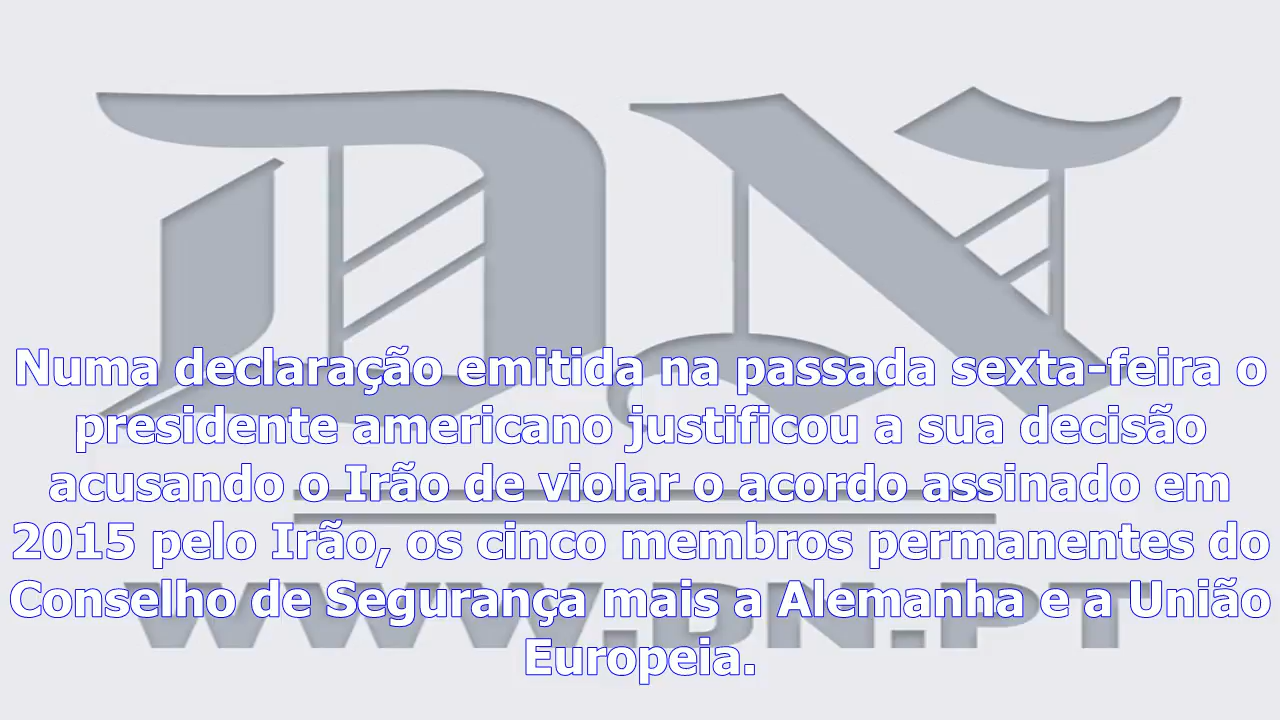 DN
Numa declaração emitida na passada sexta-feira o
presidente americano justificou a sua decisão
acusando o Irão de violar o acordo assinado em
2015 pelo Irão, os cinco membros permanentes do
Conselho de Segurança mais a Alemanha e a União
Europeia.
WWW.DN.PT